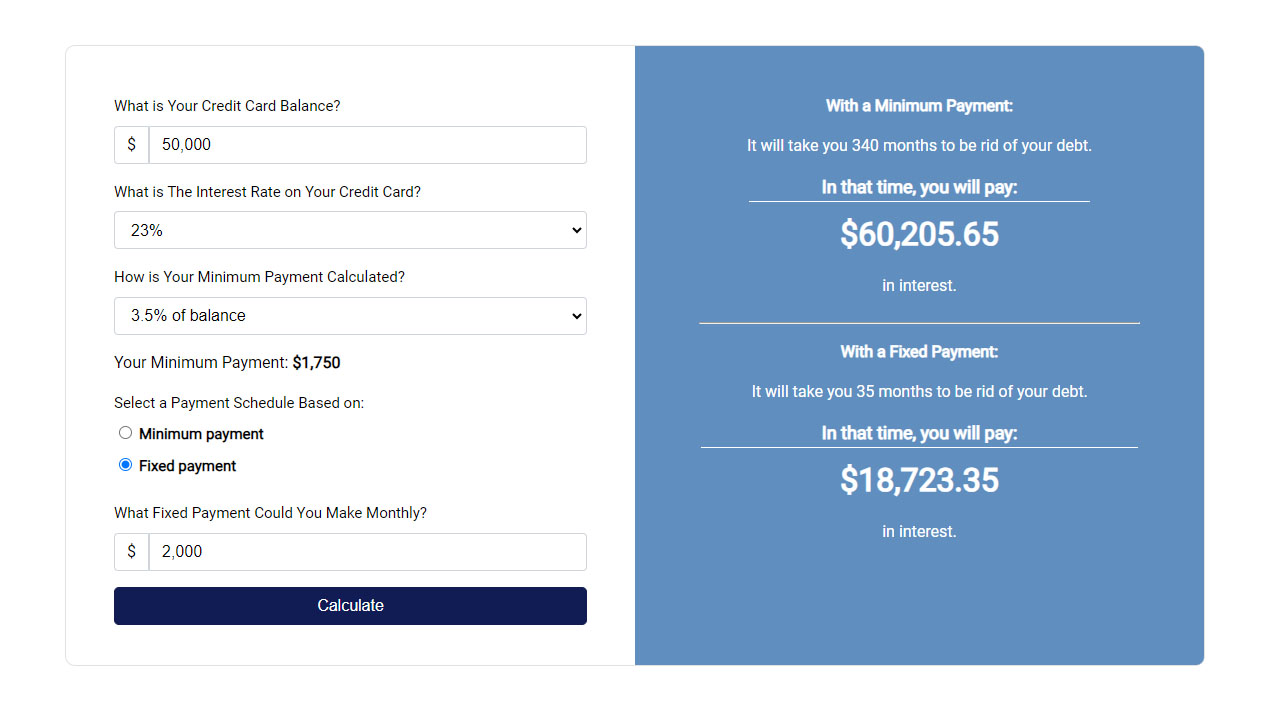 What is Your Credit Card Balance?
$ 50,000
What is The Interest Rate on Your Credit Card?
23%
How is Your Minimum Payment Calculated?
3.5% of balance
Your Minimum Payment: $1,750
Select a Payment Schedule Based on:
Minimum payment
Fixed payment
What Fixed Payment Could You Make Monthly?
$ 2,000
Calculate
With a Minimum Payment:
It will take you 340 months to be rid of your debt.
In that time, you will pay:
$60,205.65
in interest.
With a Fixed Payment:
It will take you 35 months to be rid of your debt.
In that time, you will pay:
$18,723.35
in interest.